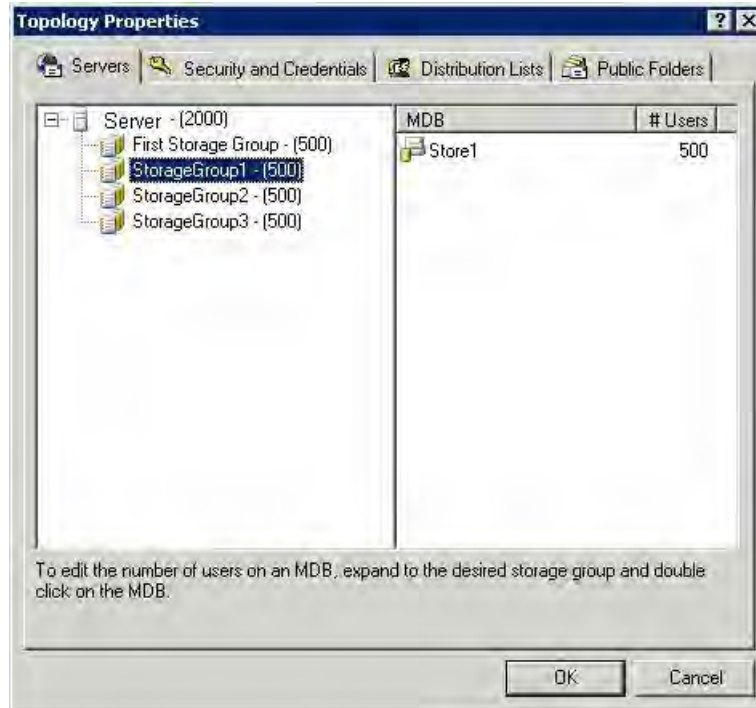 Topology Properties
Servers
Security and Credentials
Distribution Lists
Public Folders
Server - (2000)
First Storage Group - (500)
StorageGroup1 - (500)
StorageGroup2 - (500)
StorageGroup3 - (500)
MDB # Users
Store1 500
To edit the number of users on an MDB, expand to the desired storage group and double
click on the MDB.
OK Cancel